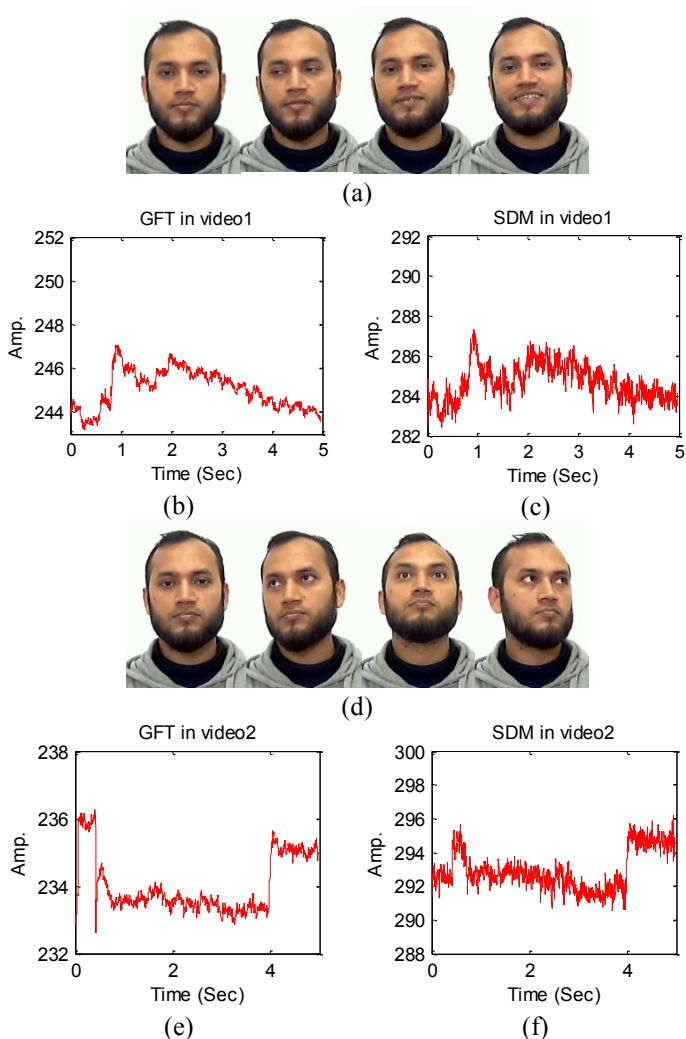 (a)
GFT in video1
252
250
248
246
244
Amp.
0 1 2 3 4 5
Time (Sec)
(b)
SDM in video1
292
290
288
286
284
282
Amp.
0 1 2 3 4 5
Time (Sec)
(c)
(d)
GFT in video2
238
236
235
233
232
Amp.
0 2 4
Time (Sec)
(e)
SDM in video2
300
296
295
294
292
290
288
Amp.
0 2 4
Time (Sec)
(f)